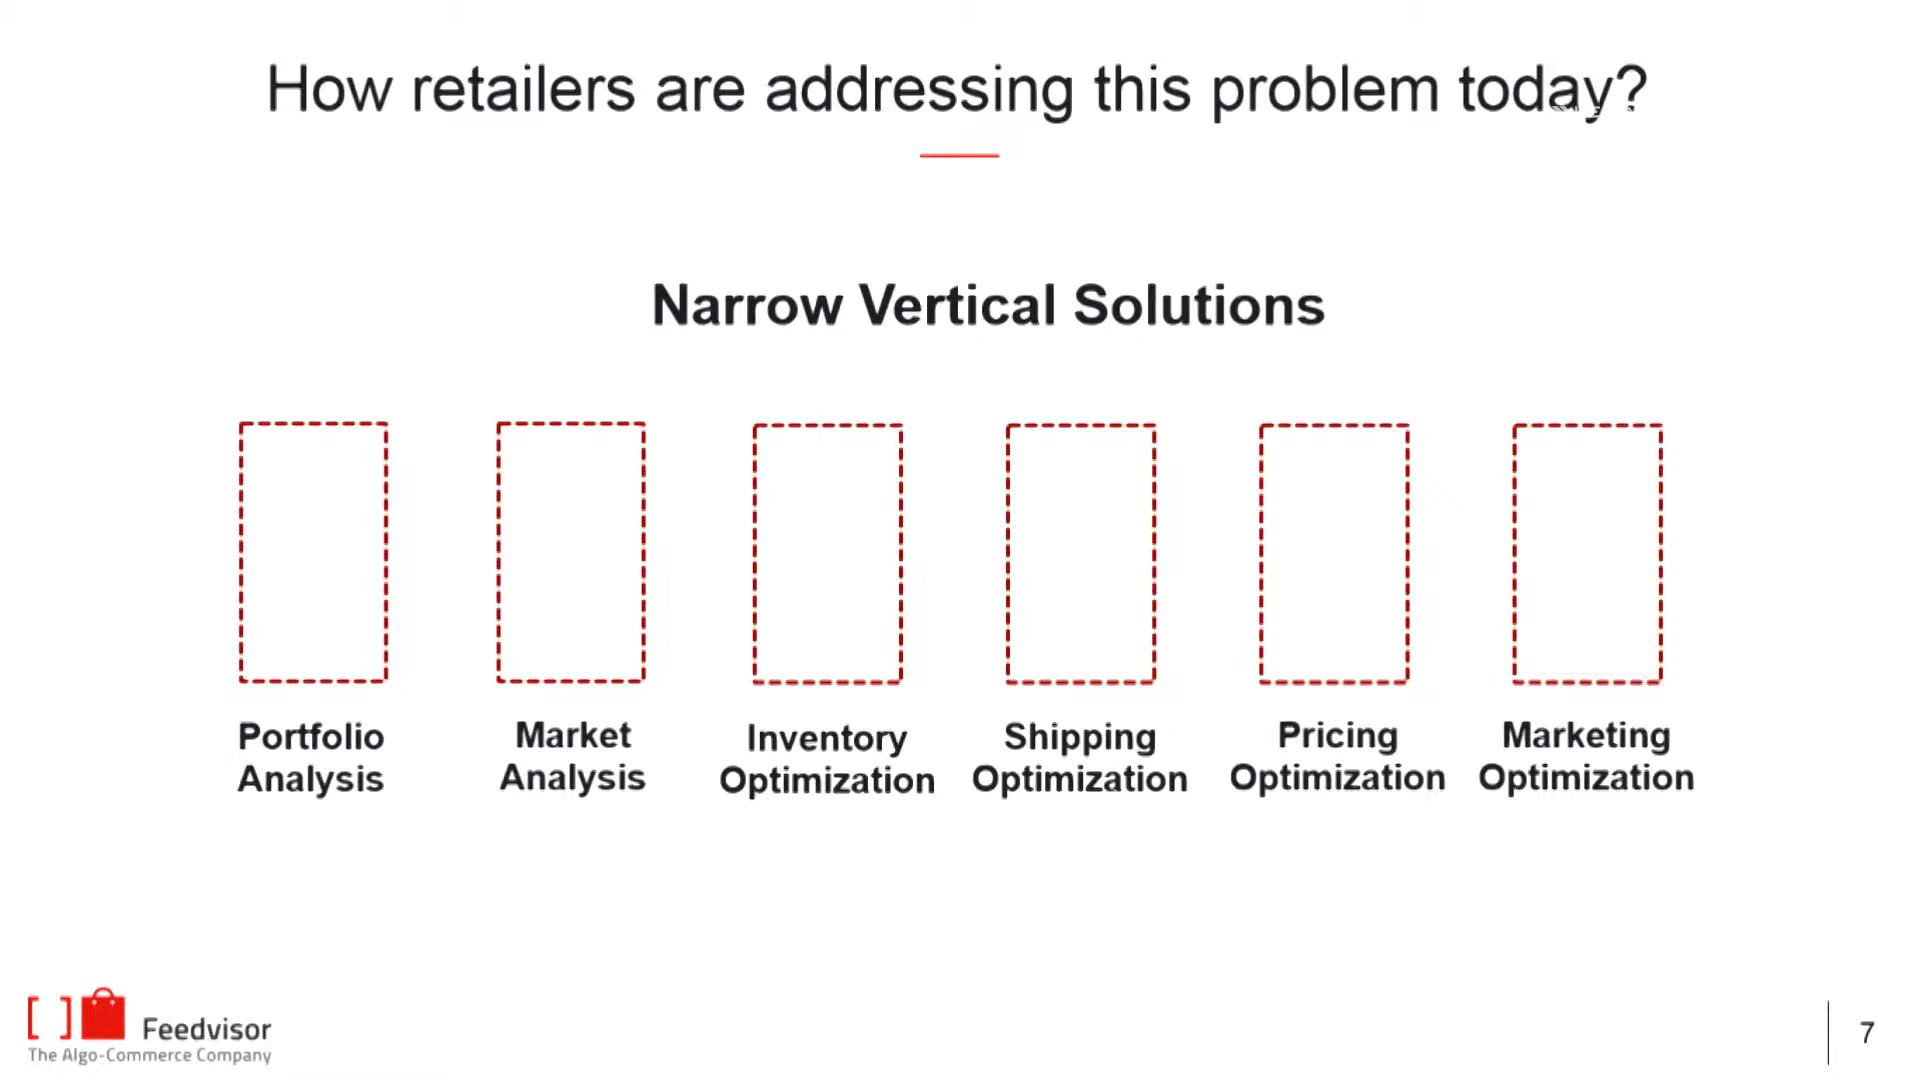 How retailers are addressing this problem today?
Narrow Vertical Solutions
Portfolio
Analysis
Market
Analysis
Inventory
Optimization
Shipping
Optimization
Pricing
Optimization
Marketing
Optimization
[ ] Feedvisor
The Algo-Commerce Company
7